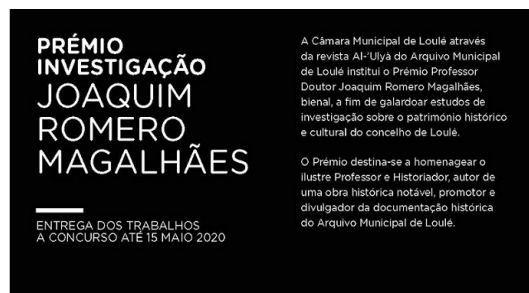 PRÉMIO
INVESTIGAÇÃO
JOAQUIM
ROMERO
MAGALHÃES
ENTREGA DOS TRABALHOS
A CONCURSO ATÉ 15 MAIO 2020
A Câmara Municipal de Loulé através
da revista Al-'Ulyà do Arquivo Municipal
de Loulé institui o Prémio Professor
Doutor Joaquim Romero Magalhães,
bienal, a fim de galardoar estudos de
investigação sobre o património histórico
e cultural do concelho de Loulé.
O Prémio destina-se a homenagear o
ilustre Professor e Historiador, autor de
uma obra histórica notável, promotor e
divulgador da documentação histórica
do Arquivo Municipal de Loulé.